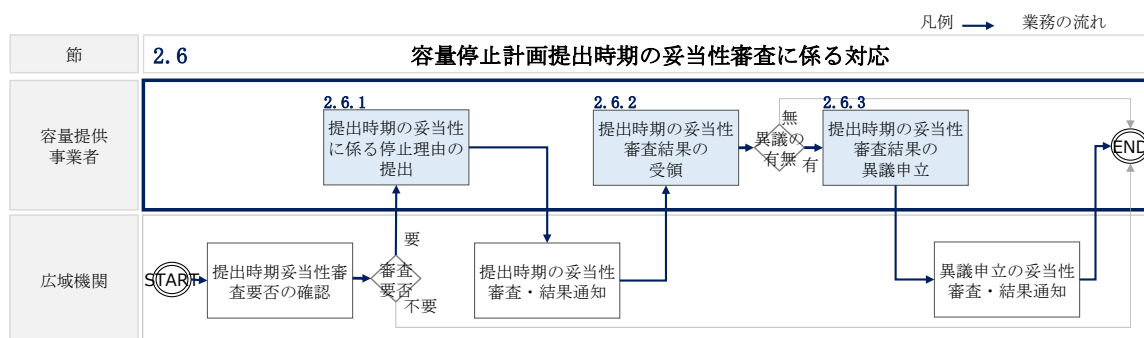 凡例 業務の流れ
節
2.6 容量停止計画提出時期の妥当性審査に係る対応
容量提供
事業者
2.6.1
提出時期の妥当性
に係る停止理由の
提出
2.6.2
提出時期の妥当性
審査結果の
受領
無
異議の
有無
有
2.6.3
提出時期の妥当性
審査結果の
異議申立
END
広域機関
START
提出時期妥当性審
査要否の確認
要
審査
要否
不要
提出時期の妥当性
審査・結果通知
異議申立の妥当性
審査・結果通知